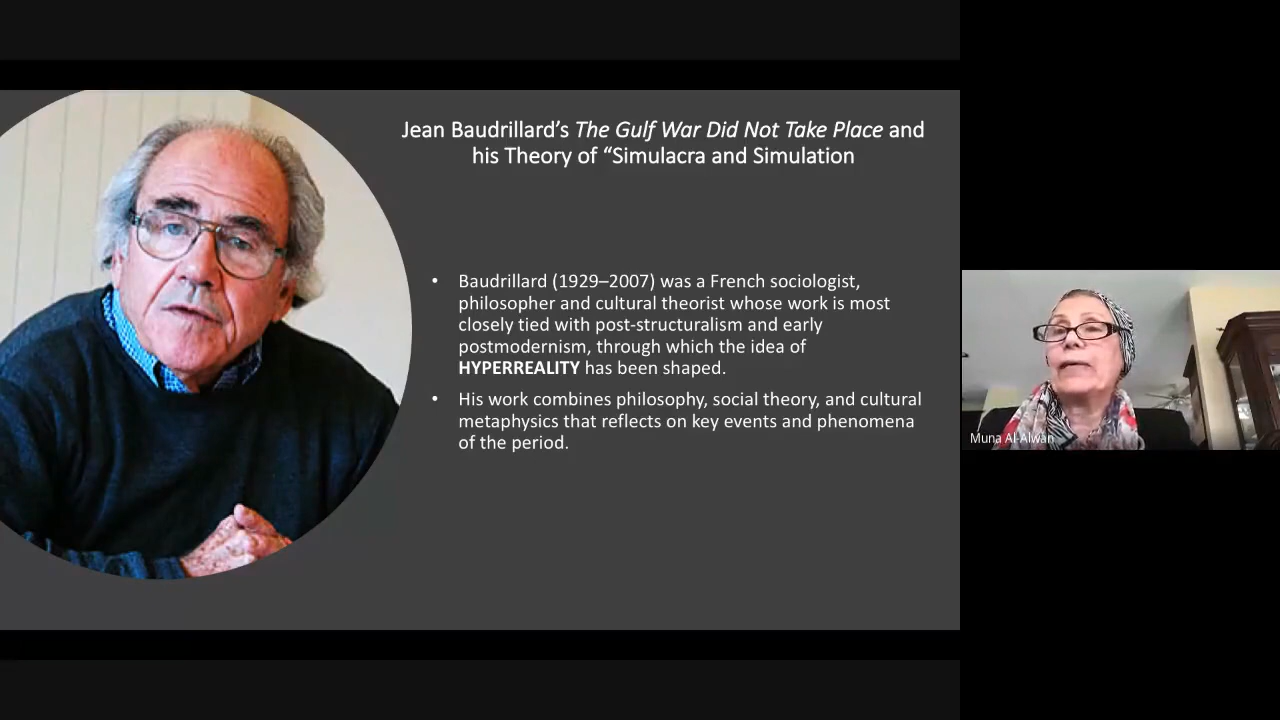 Jean Baudrillard’s The Gulf War Did Not Take Place and
his Theory of “Simulacra and Simulation
• Baudrillard (1929–2007) was a French sociologist,
philosopher and cultural theorist whose work is most
closely tied with post-structuralism and early
postmodernism, through which the idea of
HYPERREALITY has been shaped.
• His work combines philosophy, social theory, and cultural
metaphysics that reflects on key events and phenomena
of the period.
Muna Al-Alwan